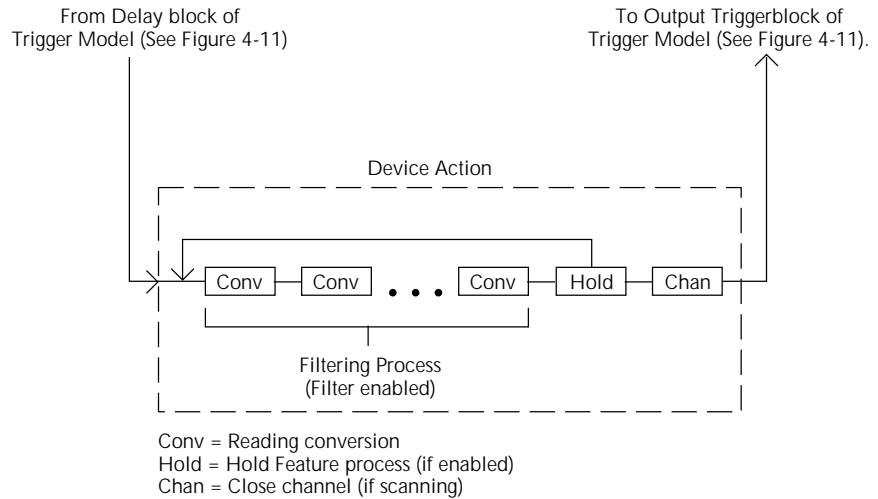 From Delay block of
Trigger Model (See Figure 4-11)
To Output Triggerblock of
Trigger Model (See Figure 4-11).
Device Action
Conv
Conv
Conv
Hold
Chan
Filtering Process
(Filter enabled)
Conv = Reading conversion
Hold = Hold Feature process (if enabled)
Chan = Close channel (if scanning)